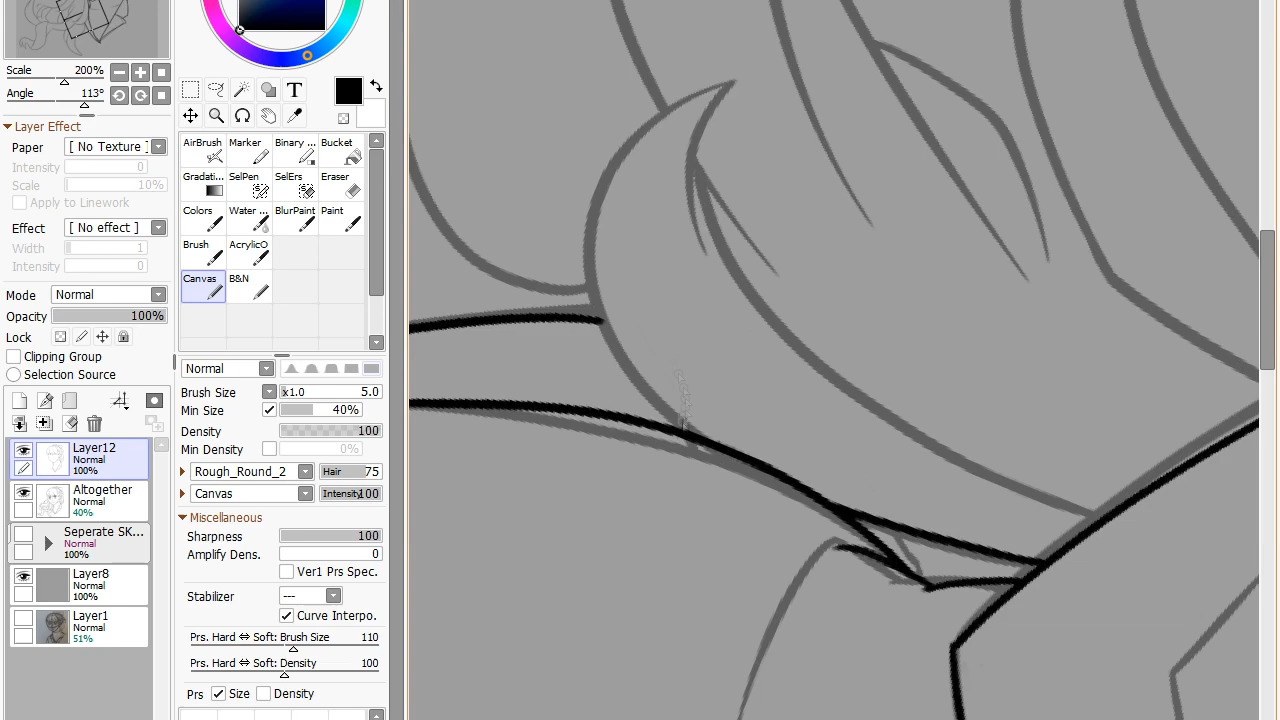 Scale 200%
Angle 113°
Layer Effect
Paper [ No Texture ]
Intensity 0
Scale 10%
Apply to Linework
Effect [ No effect ]
Width 1
Intensity 0
Mode Normal
Opacity 100%
Lock
Clipping Group
Selection Source
Layer12
Normal
100%
Altogether
Normal
40%
Seperate SK...
Normal
100%
Layer8
Normal
100%
Layer1
Normal
51%
T
AirBrush Marker Binary ... Bucket
Gradati... SelPen SelErs Eraser
Colors Water ... BlurPaint Paint
Brush AcrylicO
Canvas B&N
Normal
Brush Size x1.0 5.0
Min Size 40%
Density 100
Min Density 0%
Rough_Round_2 Hair 75
Canvas Intensity 100
Miscellaneous
Sharpness 100
Amplify Dens. 0
Ver1 Prs Spec.
Stabilizer ---
Curve Interpo.
Prs. Hard ⇔ Soft: Brush Size 110
Prs. Hard ⇔ Soft: Density 100
Prs Size Density